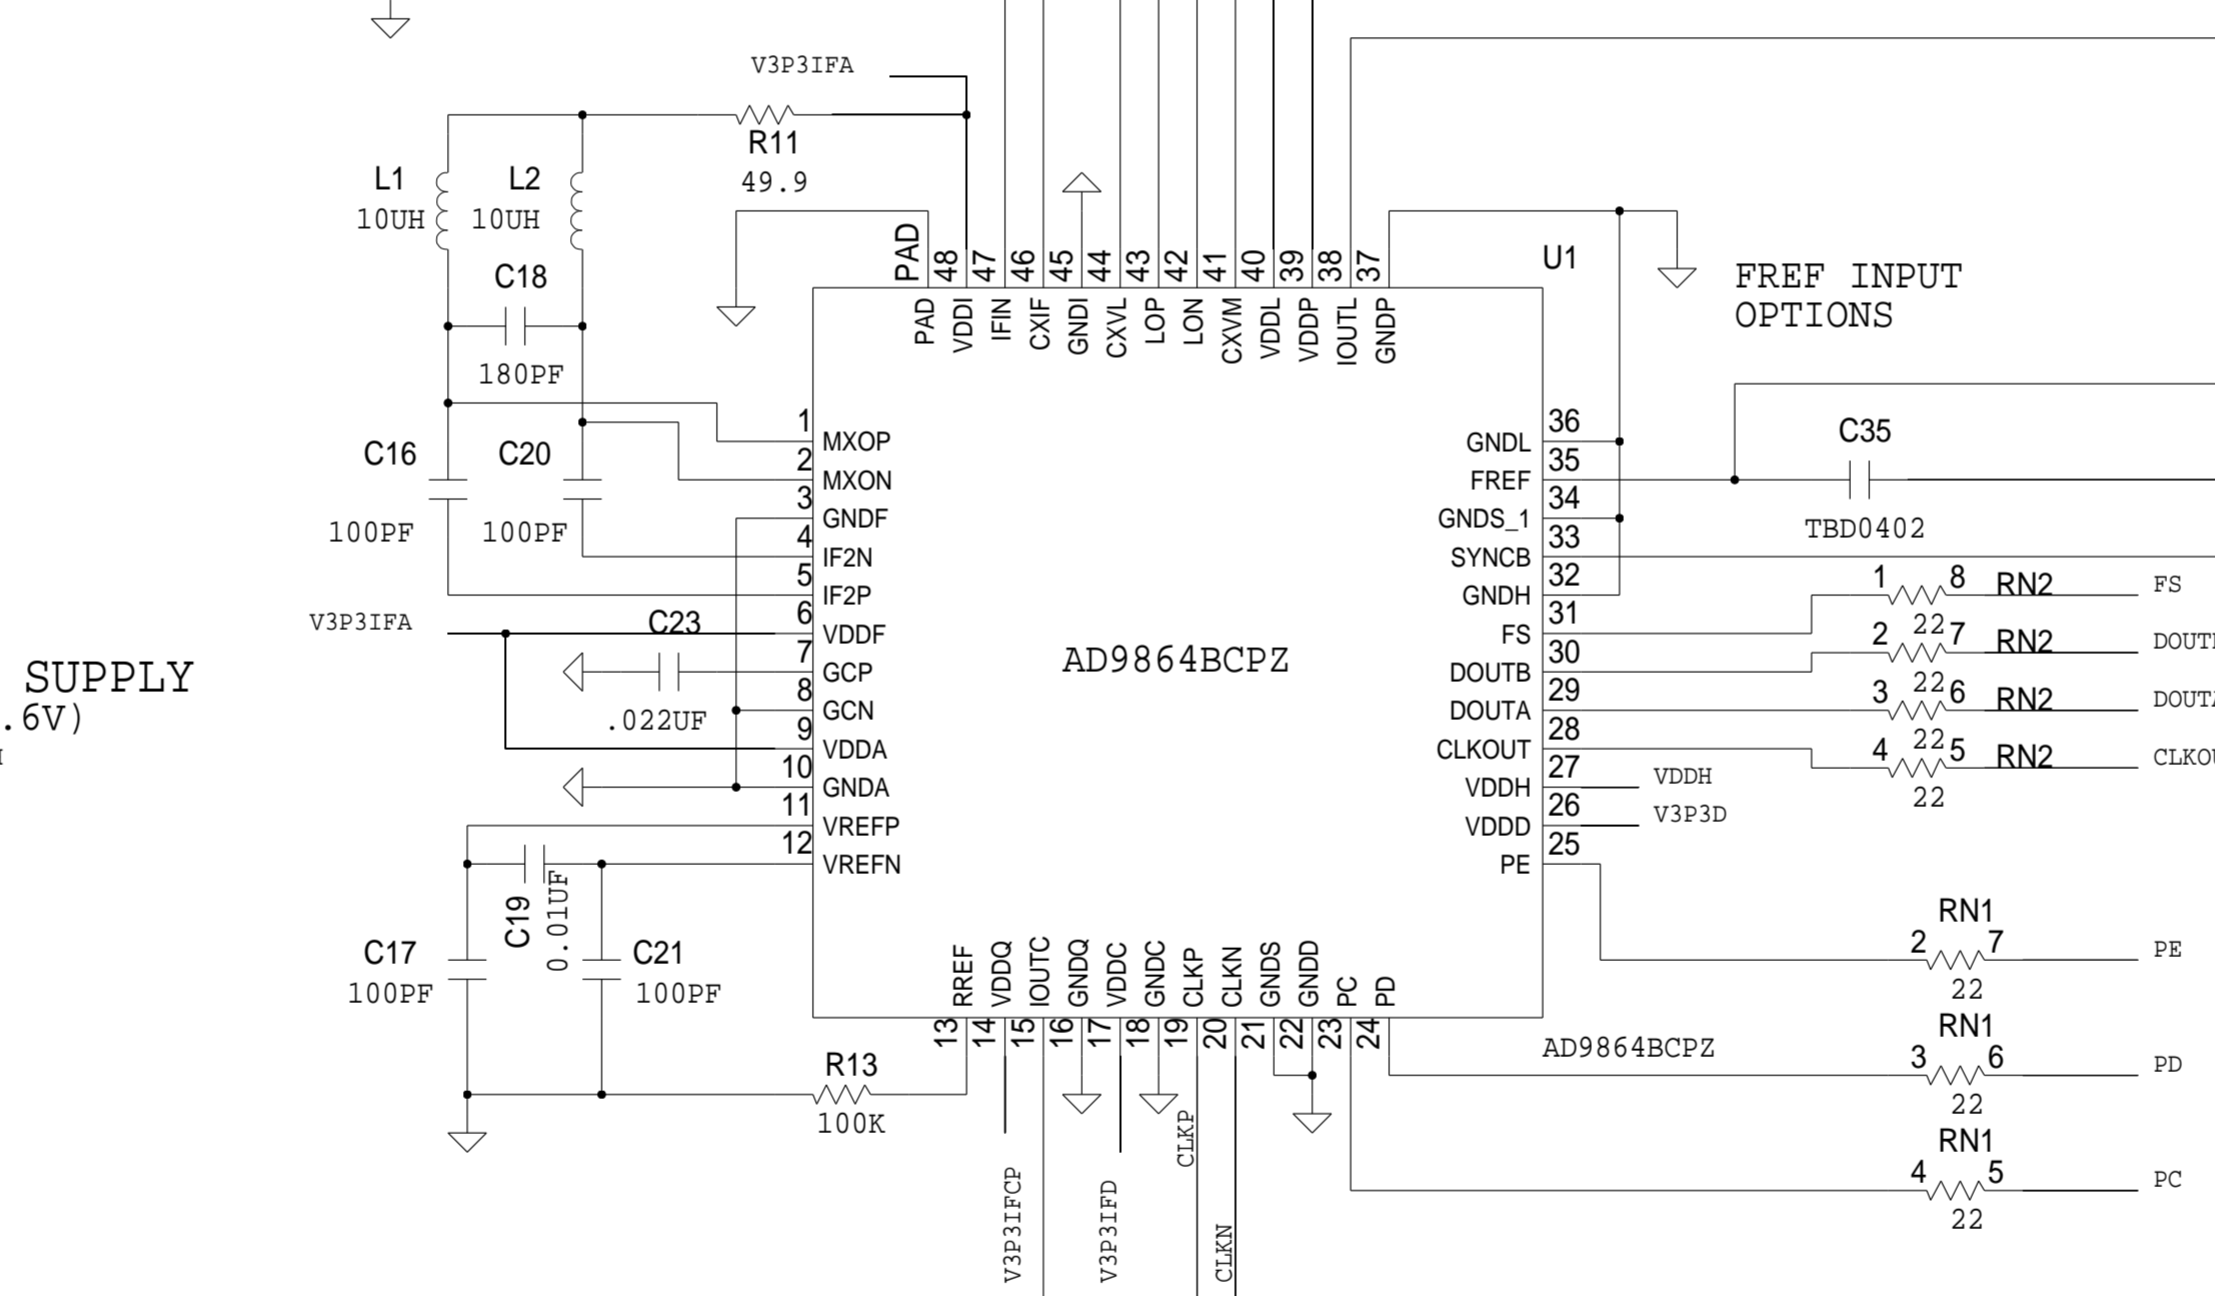 V3P3IFA
R11
49.9
L1
10UH
L2
10UH
C18
180PF
C16
100PF
C20
100PF
V3P3IFA
C23
.022UF
SUPPLY
.6V)
C19
0.01UF
C17
100PF
C21
100PF
R13
100K
PAD
48
47
46
45
44
43
42
41
40
39
38
37
PAD
VDDI
IFIN
CXIF
GNDI
CXVL
LOP
LON
CXVM
VDDL
VDDP
IOUTL
GNDP
U1
1
MXOP
2
MXON
3
GNDF
4
IF2N
5
IF2P
6
VDDF
7
GCP
8
GCN
9
VDDA
10
GNDA
11
VREFP
12
VREFN
AD9864BCPZ
36
GNDL
35
FREF
34
GNDS_1
33
SYNCB
32
GNDH
31
FS
30
DOUTB
29
DOUTA
28
CLKOUT
27
VDDH
26
VDDD
25
PE
RREF
VDDQ
IOUTC
GNDQ
VDDC
GNDC
CLKP
CLKN
GNDS
GNDD
PC
PD
13
14
15
16
17
18
19
20
21
22
23
24
V3P3IFCP
V3P3IFD
CLKP
CLKN
AD9864BCPZ
FREF INPUT
OPTIONS
C35
TBD0402
1 8 RN2 FS
22
2 7 RN2
22
3 6 RN2
22
4 5 RN2
22
VDDH
V3P3D
RN1
2 7 PE
22
RN1
3 6 PD
22
RN1
4 5 PC
22